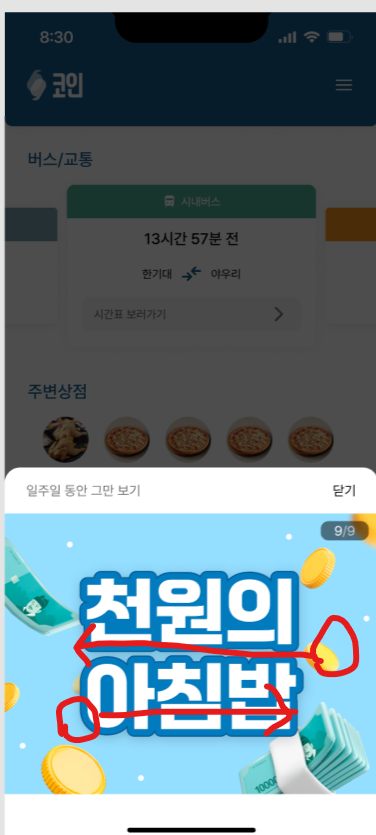 8:30
코인
버스/교통
시내버스
13시간 57분 전
한기대 야우리
시간표 보러가기
주변상점
일주일 동안 그만 보기 닫기
9/9
천원의
아침밥